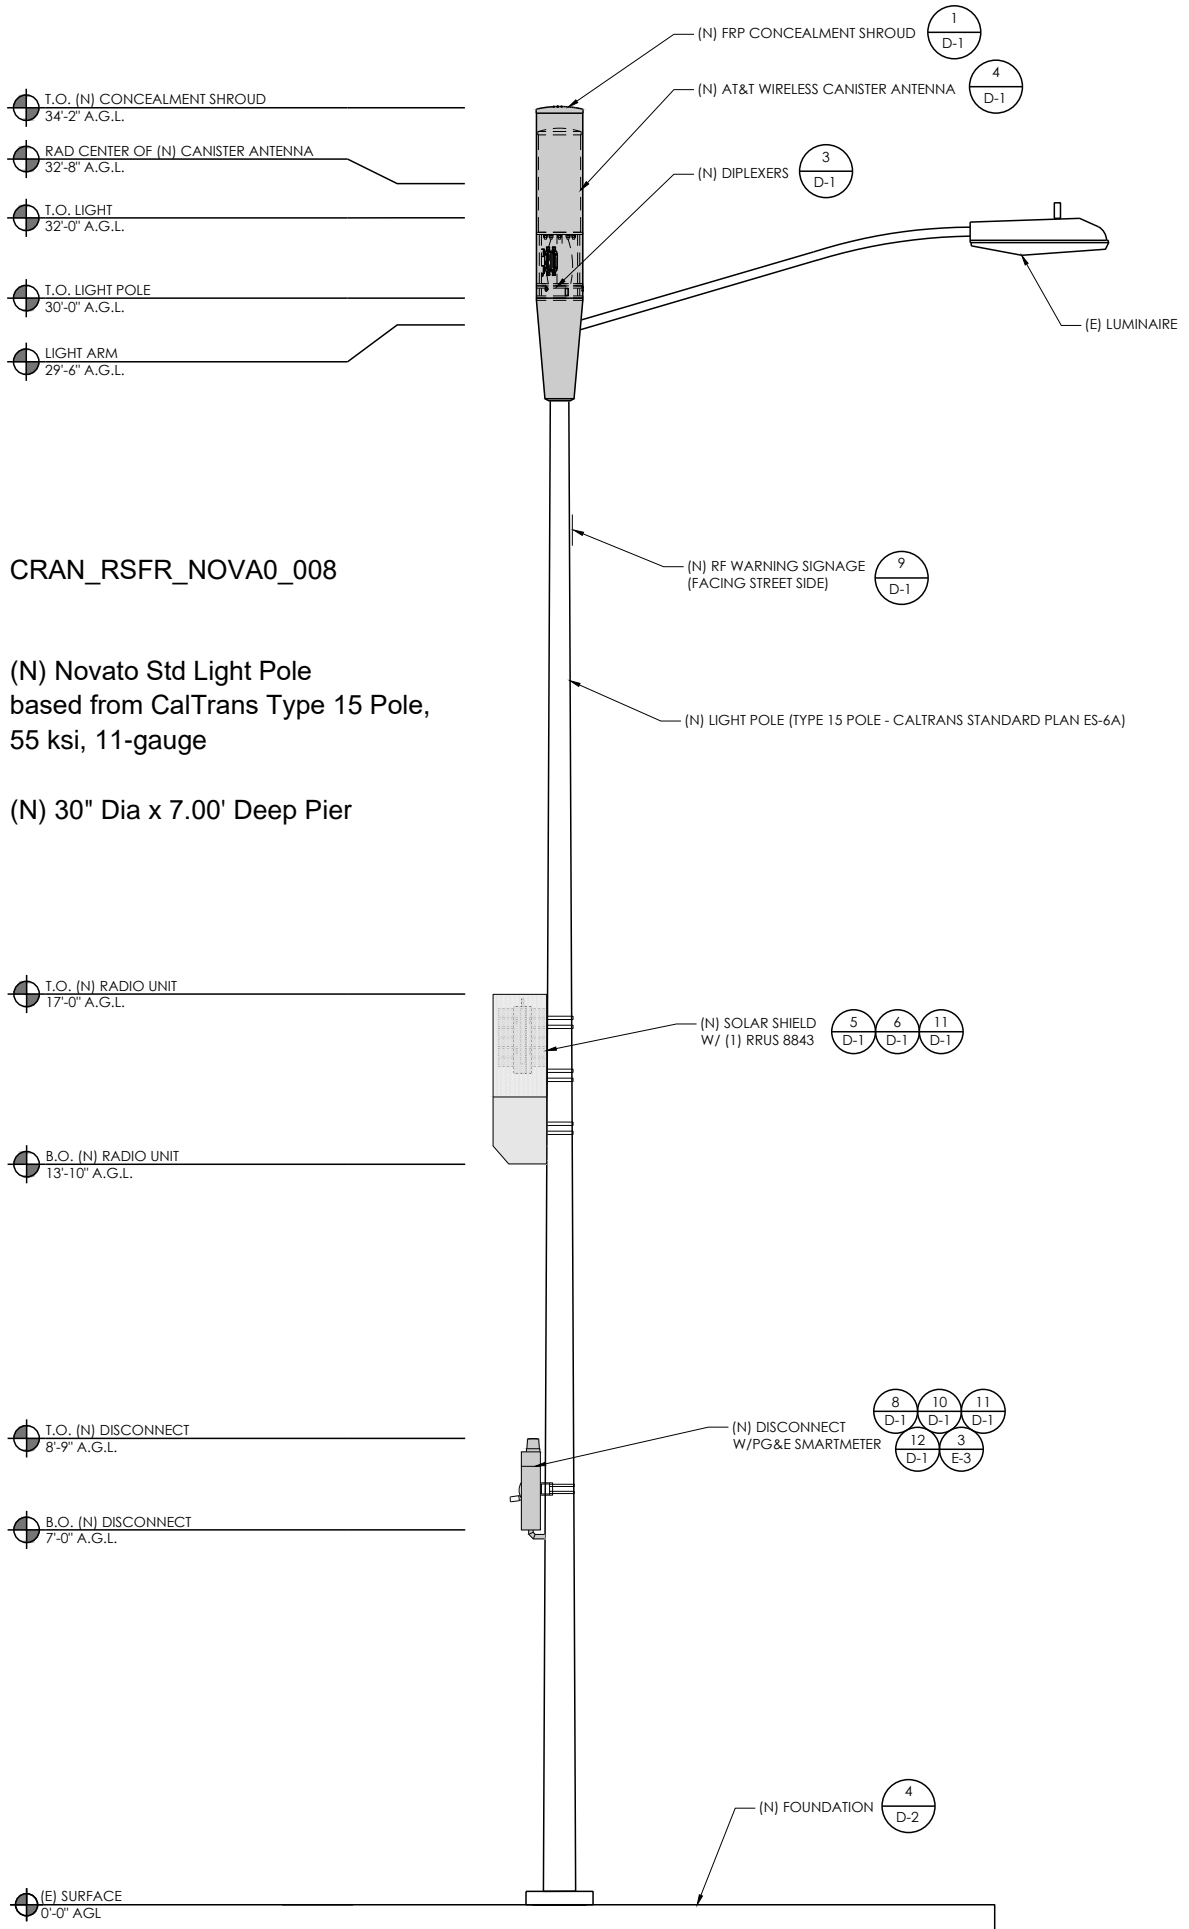 (N) FRP CONCEALMENT SHROUD
1
D-1
T.O. (N) CONCEALMENT SHROUD
34'-2" A.G.L.
(N) AT&T WIRELESS CANISTER ANTENNA
4
D-1
RAD CENTER OF (N) CANISTER ANTENNA
32'-8" A.G.L.
(N) DIPLEXERS
3
D-1
T.O. LIGHT
32'-0" A.G.L.
T.O. LIGHT POLE
30'-0" A.G.L.
(E) LUMINAIRE
LIGHT ARM
29'-6" A.G.L.
CRAN_RSFR_NOVA0_008
(N) RF WARNING SIGNAGE
(FACING STREET SIDE)
9
D-1
(N) Novato Std Light Pole
based from CalTrans Type 15 Pole,
55 ksi, 11-gauge
(N) LIGHT POLE (TYPE 15 POLE - CALTRANS STANDARD PLAN ES-6A)
(N) 30" Dia x 7.00' Deep Pier
T.O. (N) RADIO UNIT
17'-0" A.G.L.
(N) SOLAR SHIELD
W/ (1) RRUS 8843
5 6 11
D-1 D-1 D-1
B.O. (N) RADIO UNIT
13'-10" A.G.L.
T.O. (N) DISCONNECT
8'-9" A.G.L.
(N) DISCONNECT
W/PG&E SMARTMETER
8 10 11
D-1 D-1 D-1
12 3
D-1 E-3
B.O. (N) DISCONNECT
7'-0" A.G.L.
(N) FOUNDATION
4
D-2
(E) SURFACE
0'-0" AGL